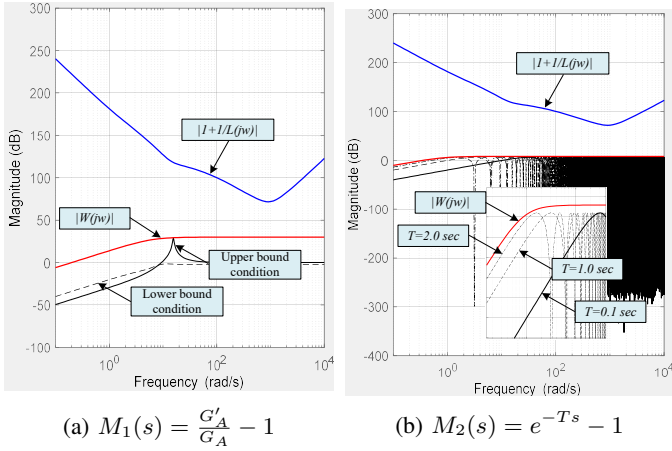 300
250
200
150
100
50
0
-50
-100
Magnitude (dB)
|1+1/L(jw)|
|W(jw)|
Upper bound
condition
Lower bound
condition
10^0
10^2
10^4
Frequency (rad/s)
(a) M_1(s) = \frac{G'_A}{G_A} − 1
300
200
100
0
-100
-200
-300
-400
Magnitude (dB)
|1+1/L(jw)|
|W(jw)|
T=2.0 sec
T=1.0 sec
T=0.1 sec
10^0
10^2
10^4
Frequency (rad/s)
(b) M_2(s) = e^{−Ts} − 1